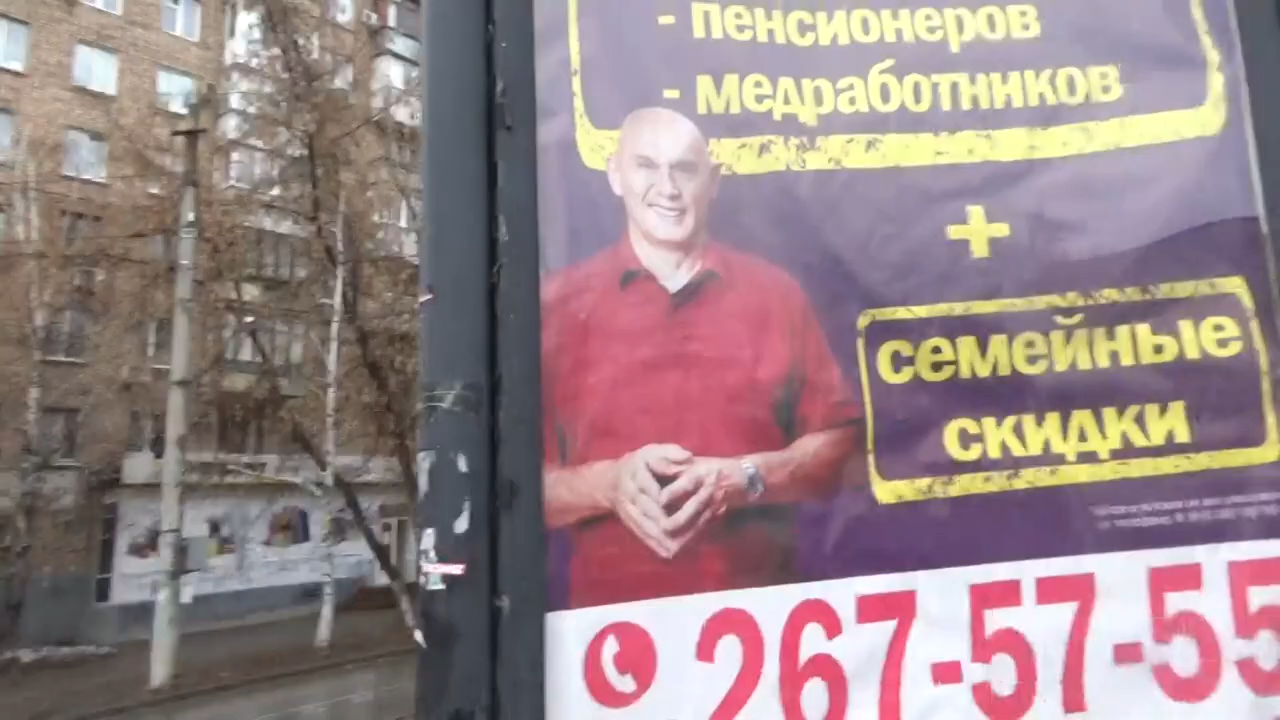 - пенсионеров
- медработников
+
семейные
скидки
267-57-55